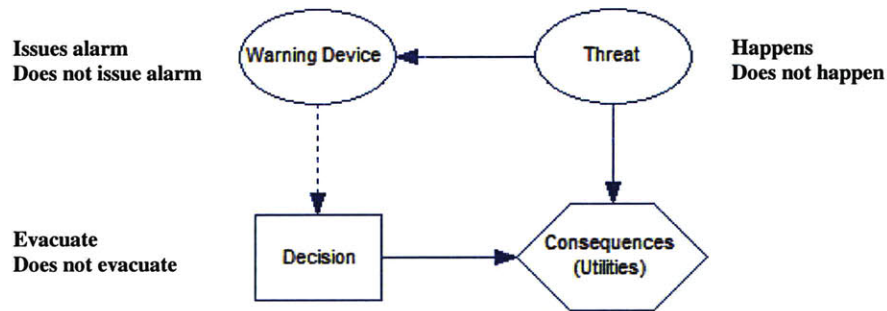 Issues alarm
Does not issue alarm
Warning Device
Threat
Happens
Does not happen
Evacuate
Does not evacuate
Decision
Consequences
(Utilities)